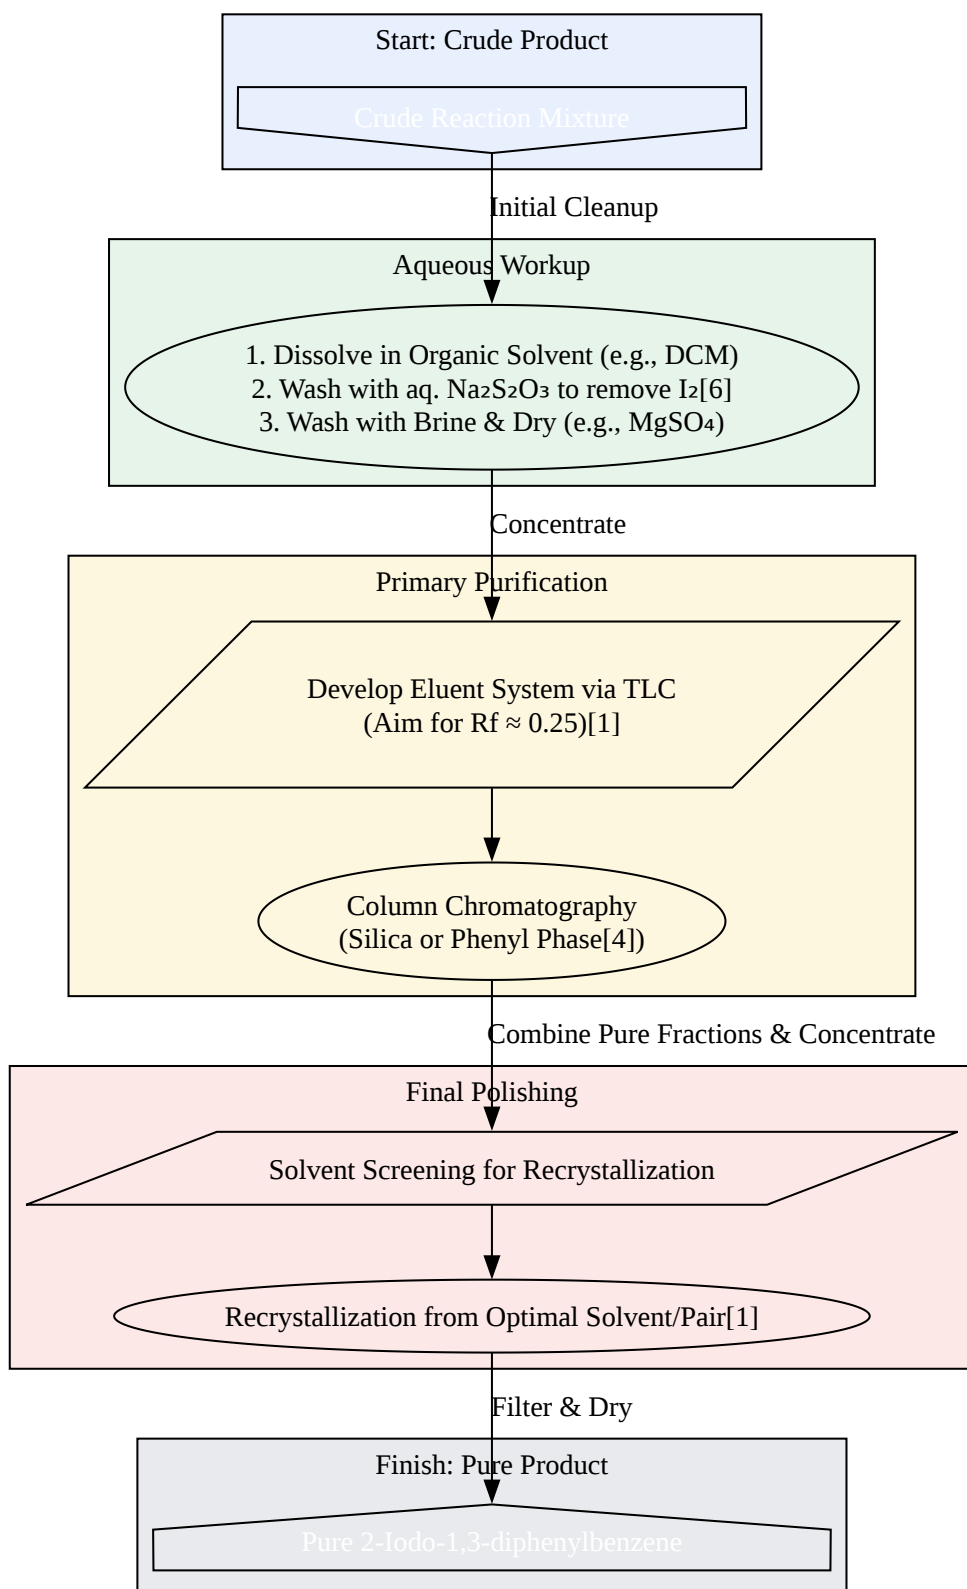 Start: Crude Product
Crude Reaction Mixture
Initial Cleanup
Aqueous Workup
1. Dissolve in Organic Solvent (e.g., DCM)
2. Wash with aq. Na₂S₂O₃ to remove I₂[6]
3. Wash with Brine & Dry (e.g., MgSO₄)
Concentrate
Primary Purification
Develop Eluent System via TLC
(Aim for Rf ≈ 0.25)[1]
Column Chromatography
(Silica or Phenyl Phase[4])
Combine Pure Fractions & Concentrate
Final Polishing
Solvent Screening for Recrystallization
Recrystallization from Optimal Solvent/Pair[1]
Filter & Dry
Finish: Pure Product
Pure 2-Iodo-1,3-diphenylbenzene